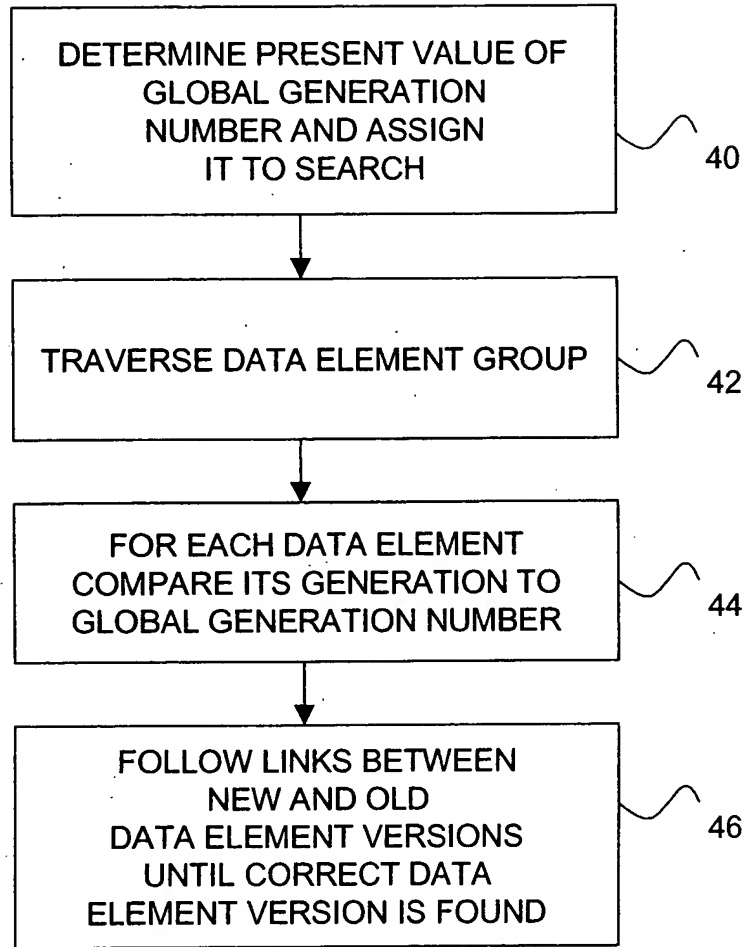 DETERMINE PRESENT VALUE OF
GLOBAL GENERATION
NUMBER AND ASSIGN
IT TO SEARCH
40
TRAVERSE DATA ELEMENT GROUP
42
FOR EACH DATA ELEMENT
COMPARE ITS GENERATION TO
GLOBAL GENERATION NUMBER
44
FOLLOW LINKS BETWEEN
NEW AND OLD
DATA ELEMENT VERSIONS
UNTIL CORRECT DATA
ELEMENT VERSION IS FOUND
46